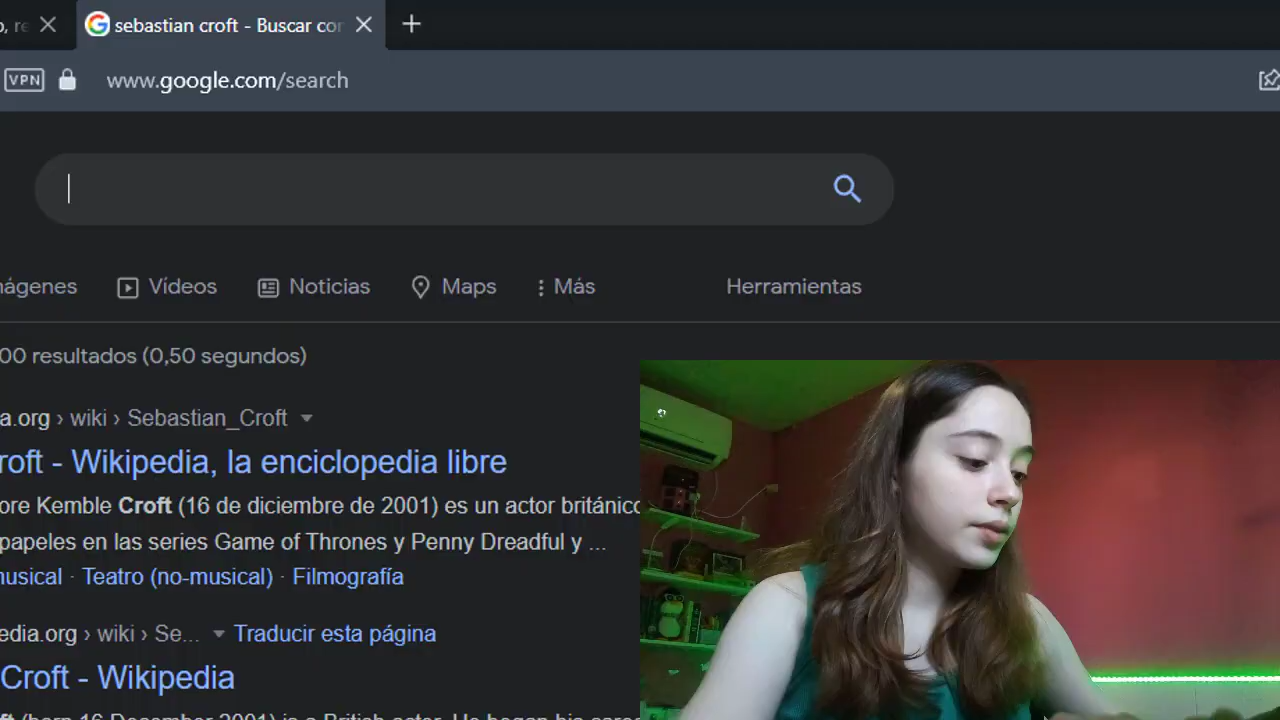 sebastian croft - Buscar con
VPN www.google.com/search
mágenes Vídeos Noticias Maps Más Herramientas
00 resultados (0,50 segundos)
a.org › wiki › Sebastian_Croft
roft - Wikipedia, la enciclopedia libre
ore Kemble Croft (16 de diciembre de 2001) es un actor británico
papeles en las series Game of Thrones y Penny Dreadful y ...
musical · Teatro (no-musical) · Filmografía
edia.org › wiki › Se... Traducir esta página
Croft - Wikipedia